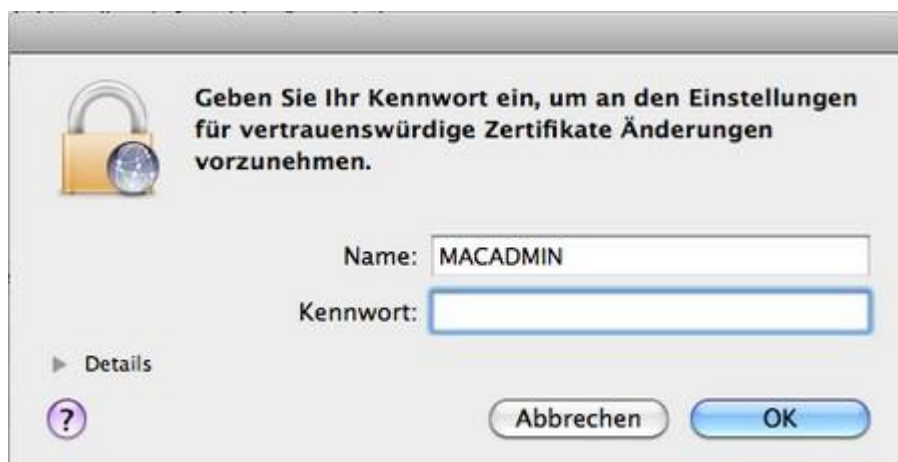 Geben Sie Ihr Kennwort ein, um an den Einstellungen
für vertrauenswürdige Zertifikate Änderungen
vorzunehmen.
Name: MACADMIN
Kennwort:
Details
?
Abbrechen
OK